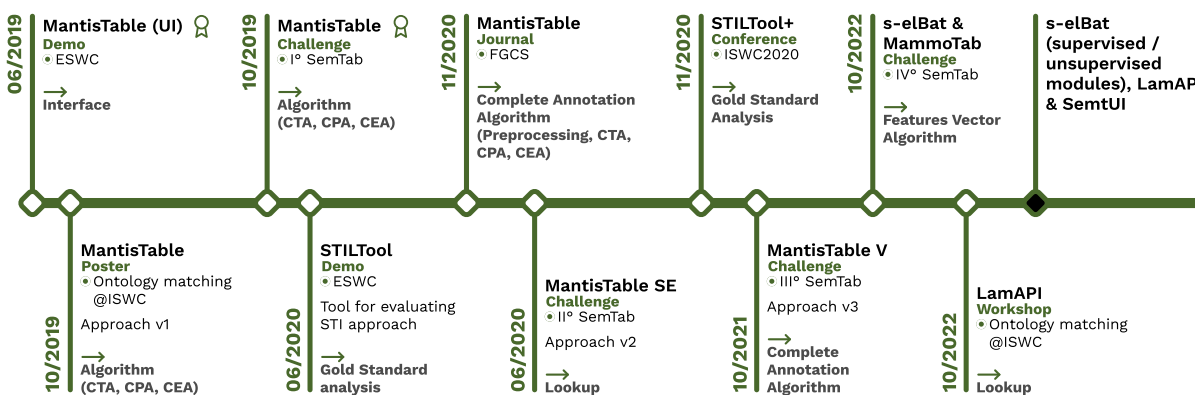 06/2019
MantisTable (UI)
Demo
ESWC
Interface
10/2019
MantisTable
Challenge
I° SemTab
Algorithm
(CTA, CPA, CEA)
11/2020
MantisTable
Journal
FGCS
Complete Annotation
Algorithm
(Preprocessing, CTA,
CPA, CEA)
11/2020
STILTool+
Conference
ISWC2020
Gold Standard
Analysis
10/2022
s-elBat &
MammoTab
Challenge
IV° SemTab
Features Vector
Algorithm
s-elBat
(supervised /
unsupervised
modules), LamAP
& SemtUI
10/2019
MantisTable
Poster
Ontology matching
@ISWC
Approach v1
Algorithm
(CTA, CPA, CEA)
06/2020
STILTool
Demo
ESWC
Tool for evaluating
STI approach
Gold Standard
analysis
06/2020
MantisTable SE
Challenge
II° SemTab
Approach v2
Lookup
10/2021
MantisTable V
Challenge
III° SemTab
Approach v3
Complete
Annotation
Algorithm
10/2022
LamAPI
Workshop
Ontology matching
@ISWC
Lookup